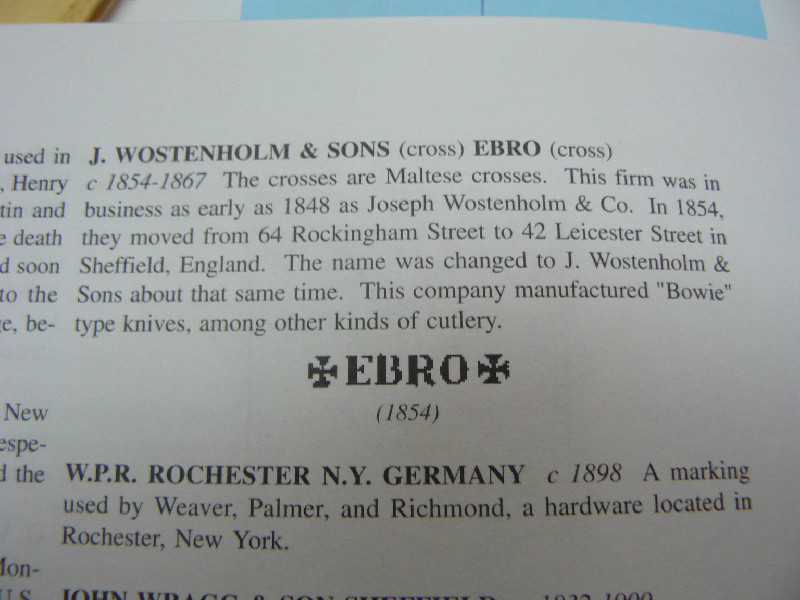 used in
, Henry
tin and
e death
d soon
to the
e, be-
New
espe-
d the
J. WOSTENHOLM & SONS (cross) EBRO (cross)
c 1854-1867 The crosses are Maltese crosses. This firm was in
business as early as 1848 as Joseph Wostenholm & Co. In 1854,
they moved from 64 Rockingham Street to 42 Leicester Street in
Sheffield, England. The name was changed to J. Wostenholm &
Sons about that same time. This company manufactured "Bowie"
type knives, among other kinds of cutlery.
✠EBRO✠
(1854)
W.P.R. ROCHESTER N.Y. GERMANY c 1898 A marking
used by Weaver, Palmer, and Richmond, a hardware located in
Rochester, New York.
JOHN WRAGG & SON SHEFFIELD